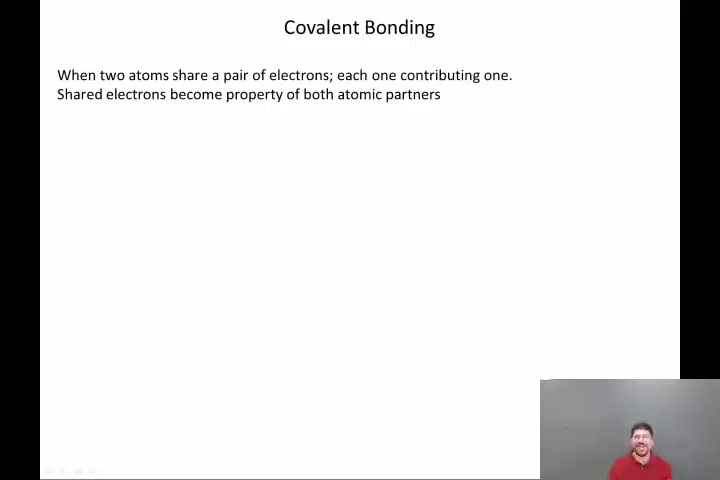 Covalent Bonding
When two atoms share a pair of electrons; each one contributing one.
Shared electrons become property of both atomic partners